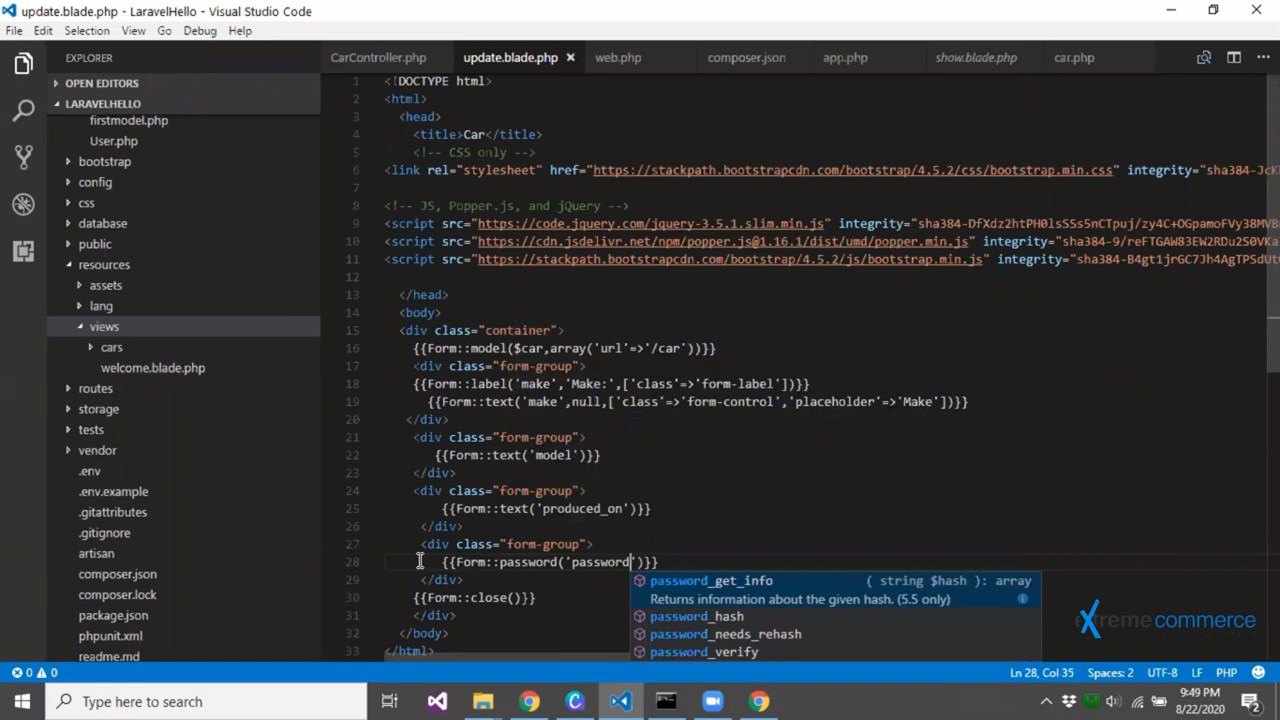 update.blade.php - LaravelHello - Visual Studio Code
File Edit Selection View Go Debug Help
EXPLORER
OPEN EDITORS
LARAVELHELLO
firstmodel.php
User.php
bootstrap
config
css
database
public
resources
assets
lang
views
cars
welcome.blade.php
routes
storage
tests
vendor
.env
.env.example
.gitattributes
.gitignore
artisan
composer.json
composer.lock
package.json
phpunit.xml
readme.md
CarController.php update.blade.php web.php composer.json app.php show.blade.php car.php
1 <!DOCTYPE html>
2 <html>
3 <head>
4 <title>Car</title>
5 <!-- CSS only -->
6 <link rel="stylesheet" href="https://stackpath.bootstrapcdn.com/bootstrap/4.5.2/css/bootstrap.min.css" integrity="sha384-JcK
7
8 <!-- JS, Popper.js, and jQuery -->
9 <script src="https://code.jquery.com/jquery-3.5.1.slim.min.js" integrity="sha384-DfXdz2htPH0lsSSs5nCTpuj/zy4C+OGpamoFVy38MVB
10 <script src="https://cdn.jsdelivr.net/npm/popper.js@1.16.1/dist/umd/popper.min.js" integrity="sha384-9/reFTGAW83EW2RDu2S0VKa
11 <script src="https://stackpath.bootstrapcdn.com/bootstrap/4.5.2/js/bootstrap.min.js" integrity="sha384-B4gt1jrGC7Jh4AgTPSdUt
12
13 </head>
14 <body>
15 <div class="container">
16 {{Form::model($car,array('url'=>'/car'))}}
17 <div class="form-group">
18 {{Form::label('make','Make:',['class'=>'form-label'])}}
19 {{Form::text('make',null,['class'=>'form-control','placeholder'=>'Make'])}}
20 </div>
21 <div class="form-group">
22 {{Form::text('model')}}
23 </div>
24 <div class="form-group">
25 {{Form::text('produced_on')}}
26 </div>
27 <div class="form-group">
28 {{Form::password('password')}}
29 </div>
30 {{Form::close()}}
31 </div>
32 </body>
33 </html>
password_get_info ( string $hash ): array
Returns information about the given hash. (5.5 only)
password_hash
password_needs_rehash
password_verify
extreme commerce
0 0 Ln 28, Col 35 Spaces: 2 UTF-8 LF PHP
Type here to search
9:49 PM
8/22/2020
2